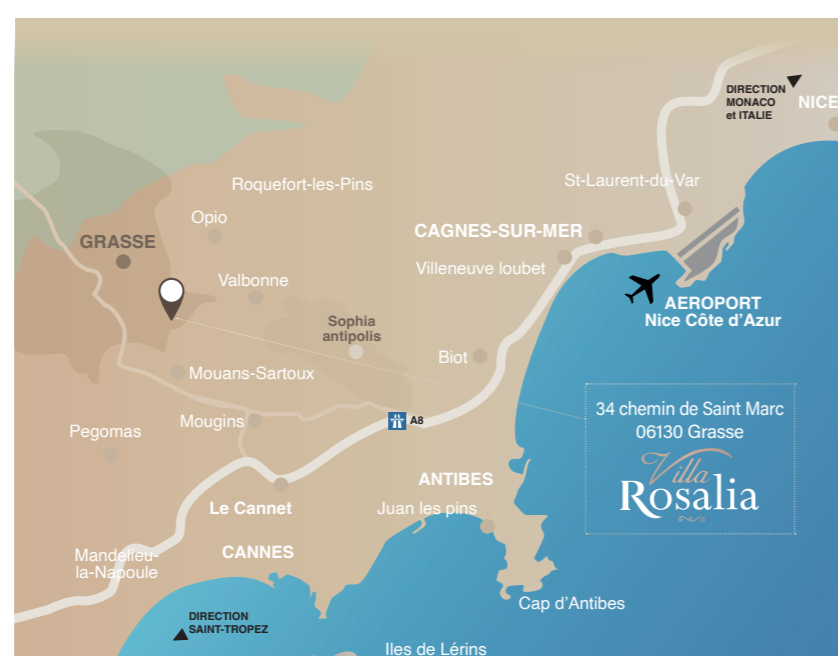 DIRECTION
MONACO
et ITALIE
NICE
Roquefort-les-Pins
St-Laurent-du-Var
Opio
CAGNES-SUR-MER
GRASSE
Villeneuve loubet
Valbonne
AEROPORT
Nice Côte d'Azur
Sophia
antipolis
Biot
Mouans-Sartoux
34 chemin de Saint Marc
06130 Grasse
Villa
Rosalia
Mougins
A8
Pegomas
ANTIBES
Le Cannet
Juan les pins
CANNES
Mandelieu-
la-Napoule
Cap d'Antibes
DIRECTION
SAINT-TROPEZ
Iles de Lérins